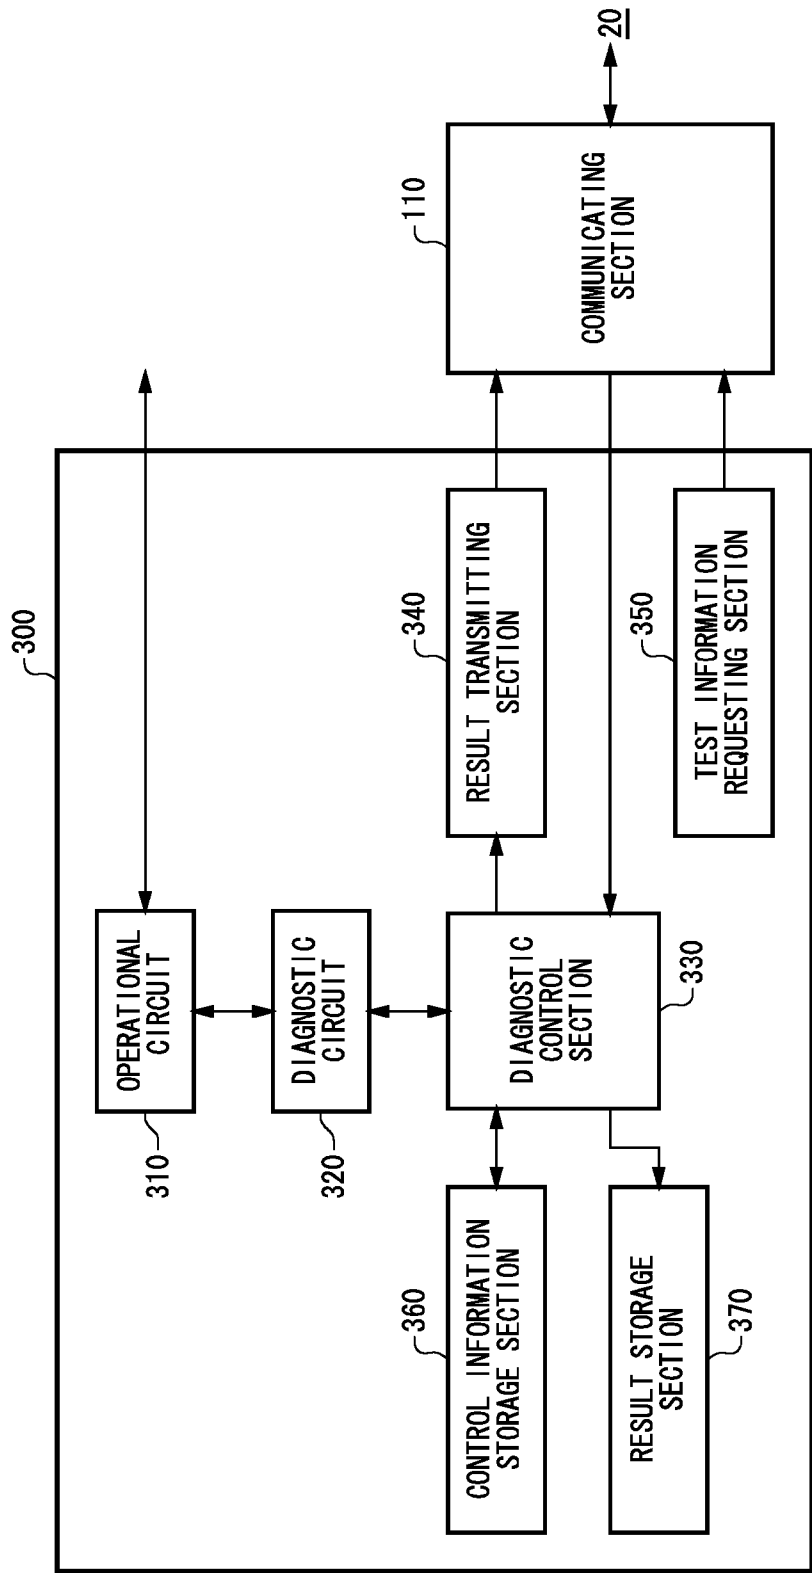 300
OPERATIONAL
CIRCUIT
310
DIAGNOSTIC
CIRCUIT
320
CONTROL INFORMATION
STORAGE SECTION
360
DIAGNOSTIC
CONTROL
SECTION
330
RESULT TRANSMITTING
SECTION
340
COMMUNICATING
SECTION
110
20
RESULT STORAGE
SECTION
370
TEST INFORMATION
REQUESTING SECTION
350